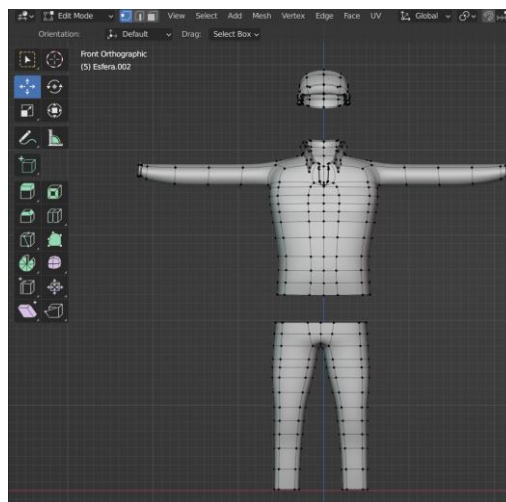 Edit Mode View Select Add Mesh Vertex Edge Face UV Global
Orientation: Default Drag: Select Box
Front Orthographic
(5) Esfera.002